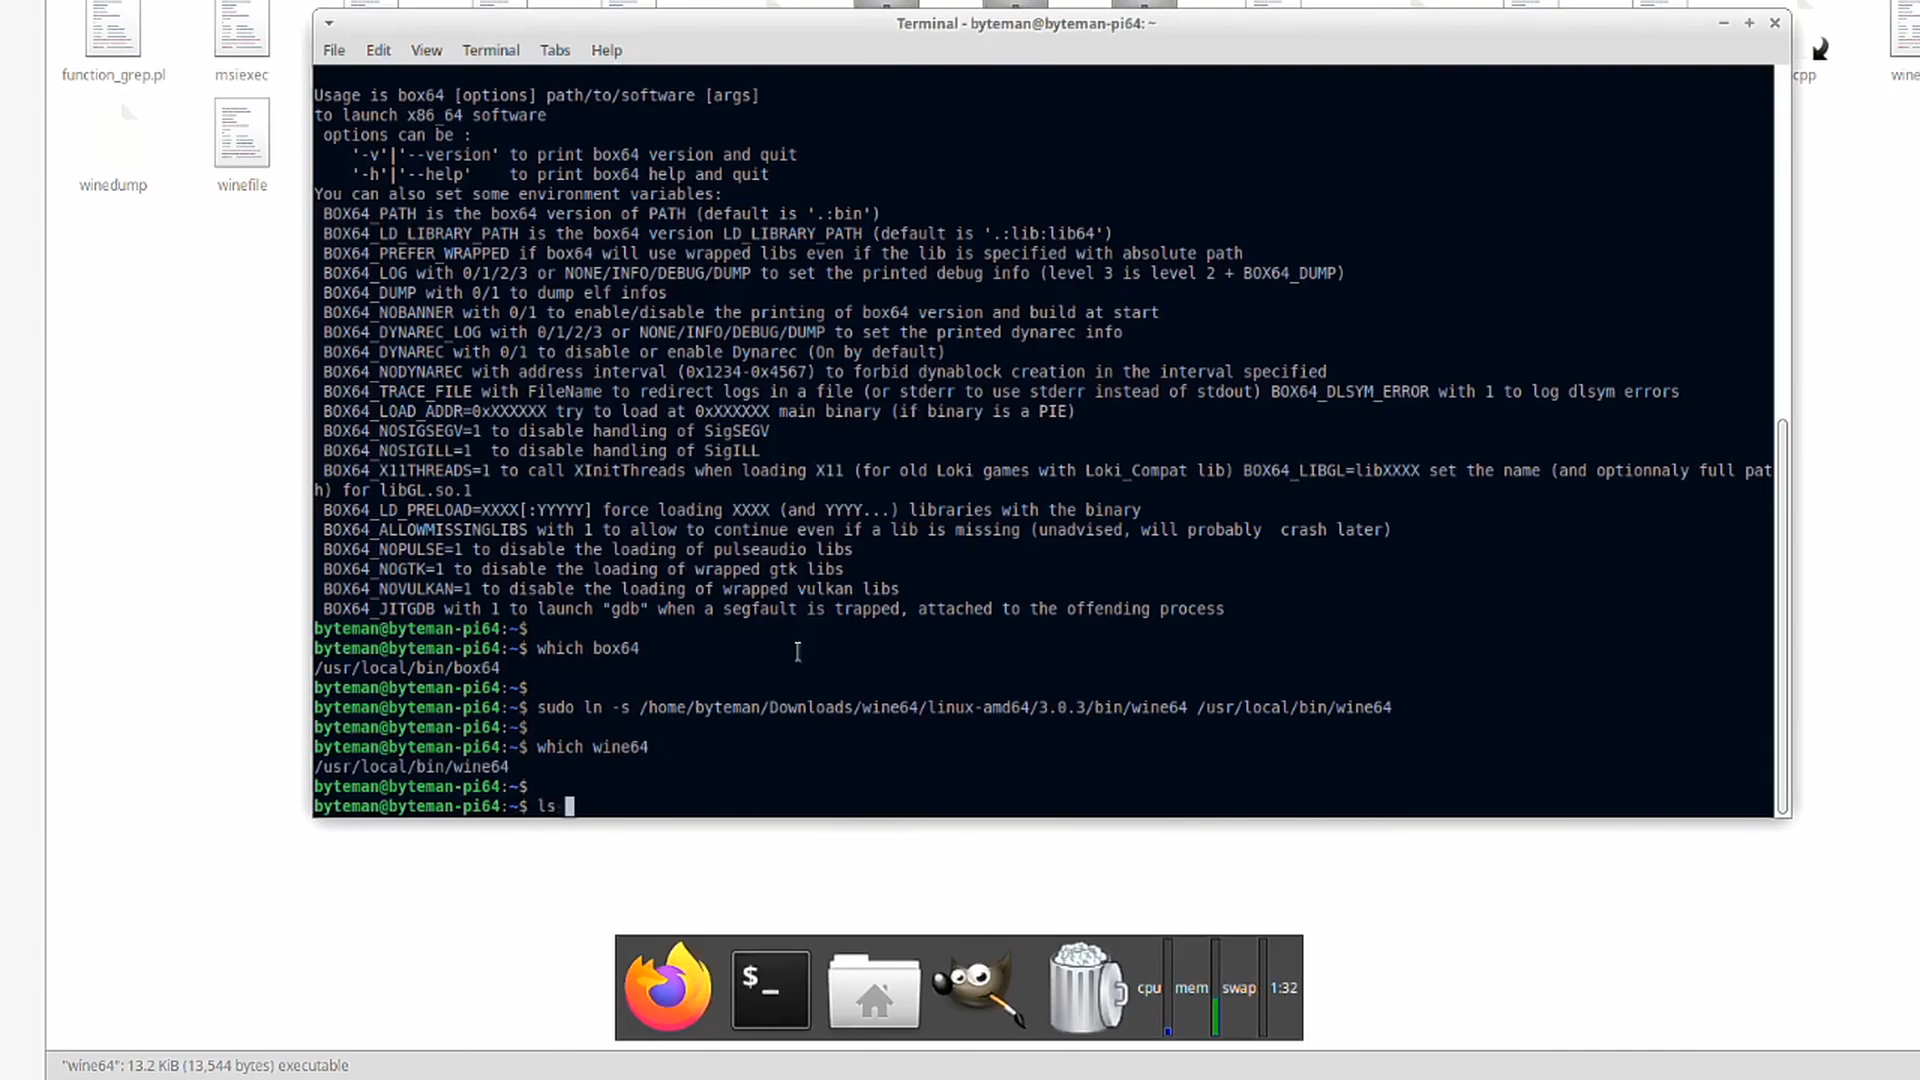 Terminal - byteman@byteman-pi64: ~
File Edit View Terminal Tabs Help
function_grep.pl
msiexec
cpp
wine
winedump
winefile
Usage is box64 [options] path/to/software [args]
to launch x86_64 software
options can be :
'-v'|'--version' to print box64 version and quit
'-h'|'--help' to print box64 help and quit
You can also set some environment variables:
BOX64_PATH is the box64 version of PATH (default is '.:bin')
BOX64_LD_LIBRARY_PATH is the box64 version LD_LIBRARY_PATH (default is '.:lib:lib64')
BOX64_PREFER_WRAPPED if box64 will use wrapped libs even if the lib is specified with absolute path
BOX64_LOG with 0/1/2/3 or NONE/INFO/DEBUG/DUMP to set the printed debug info (level 3 is level 2 + BOX64_DUMP)
BOX64_DUMP with 0/1 to dump elf infos
BOX64_NOBANNER with 0/1 to enable/disable the printing of box64 version and build at start
BOX64_DYNAREC_LOG with 0/1/2/3 or NONE/INFO/DEBUG/DUMP to set the printed dynarec info
BOX64_DYNAREC with 0/1 to disable or enable Dynarec (On by default)
BOX64_NODYNAREC with address interval (0x1234-0x4567) to forbid dynablock creation in the interval specified
BOX64_TRACE_FILE with FileName to redirect logs in a file (or stderr to use stderr instead of stdout) BOX64_DLSYM_ERROR with 1 to log dlsym errors
BOX64_LOAD_ADDR=0xXXXXXX try to load at 0xXXXXXX main binary (if binary is a PIE)
BOX64_NOSIGSEGV=1 to disable handling of SigSEGV
BOX64_NOSIGILL=1 to disable handling of SigILL
BOX64_X11THREADS=1 to call XInitThreads when loading X11 (for old Loki games with Loki_Compat lib) BOX64_LIBGL=libXXXX set the name (and optionnaly full pat
h) for libGL.so.1
BOX64_LD_PRELOAD=XXXX[:YYYYY] force loading XXXX (and YYYY...) libraries with the binary
BOX64_ALLOWMISSINGLIBS with 1 to allow to continue even if a lib is missing (unadvised, will probably  crash later)
BOX64_NOPULSE=1 to disable the loading of pulseaudio libs
BOX64_NOGTK=1 to disable the loading of wrapped gtk libs
BOX64_NOVULKAN=1 to disable the loading of wrapped vulkan libs
BOX64_JITGDB with 1 to launch "gdb" when a segfault is trapped, attached to the offending process
byteman@byteman-pi64:~$
byteman@byteman-pi64:~$ which box64
/usr/local/bin/box64
byteman@byteman-pi64:~$
byteman@byteman-pi64:~$ sudo ln -s /home/byteman/Downloads/wine64/linux-amd64/3.0.3/bin/wine64 /usr/local/bin/wine64
byteman@byteman-pi64:~$
byteman@byteman-pi64:~$ which wine64
/usr/local/bin/wine64
byteman@byteman-pi64:~$
byteman@byteman-pi64:~$ ls
$_
cpu mem swap 1:32
"wine64": 13.2 KiB (13,544 bytes) executable